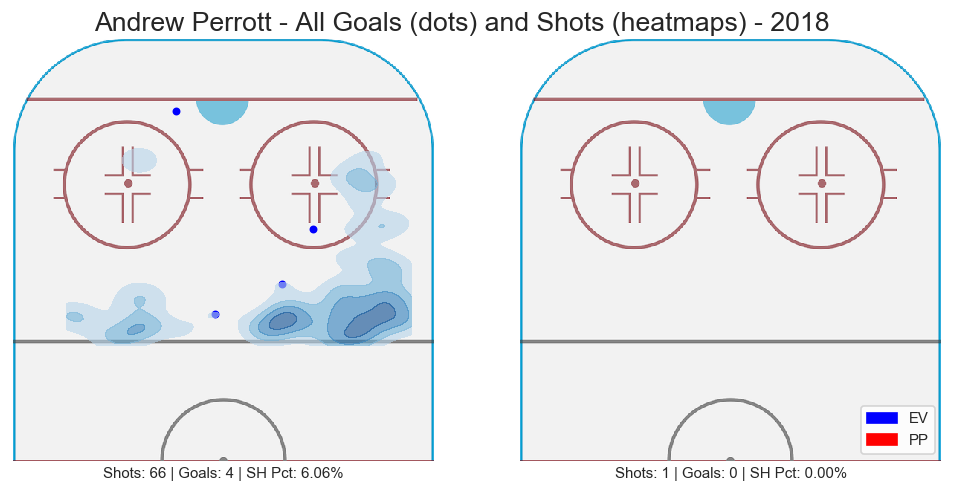 Andrew Perrott - All Goals (dots) and Shots (heatmaps) - 2018
EV
PP
Shots: 66 | Goals: 4 | SH Pct: 6.06%
Shots: 1 | Goals: 0 | SH Pct: 0.00%